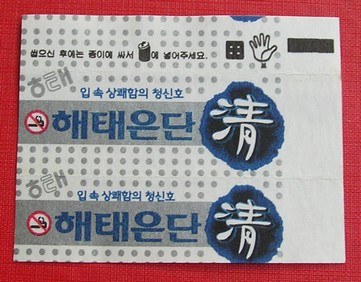 씹으신 후에는 종이에 싸서 에 넣어주세요.
해태
입속 상쾌함의 청신호
해태은단 清
해태
입속 상쾌함의 청신호
해태은단 清